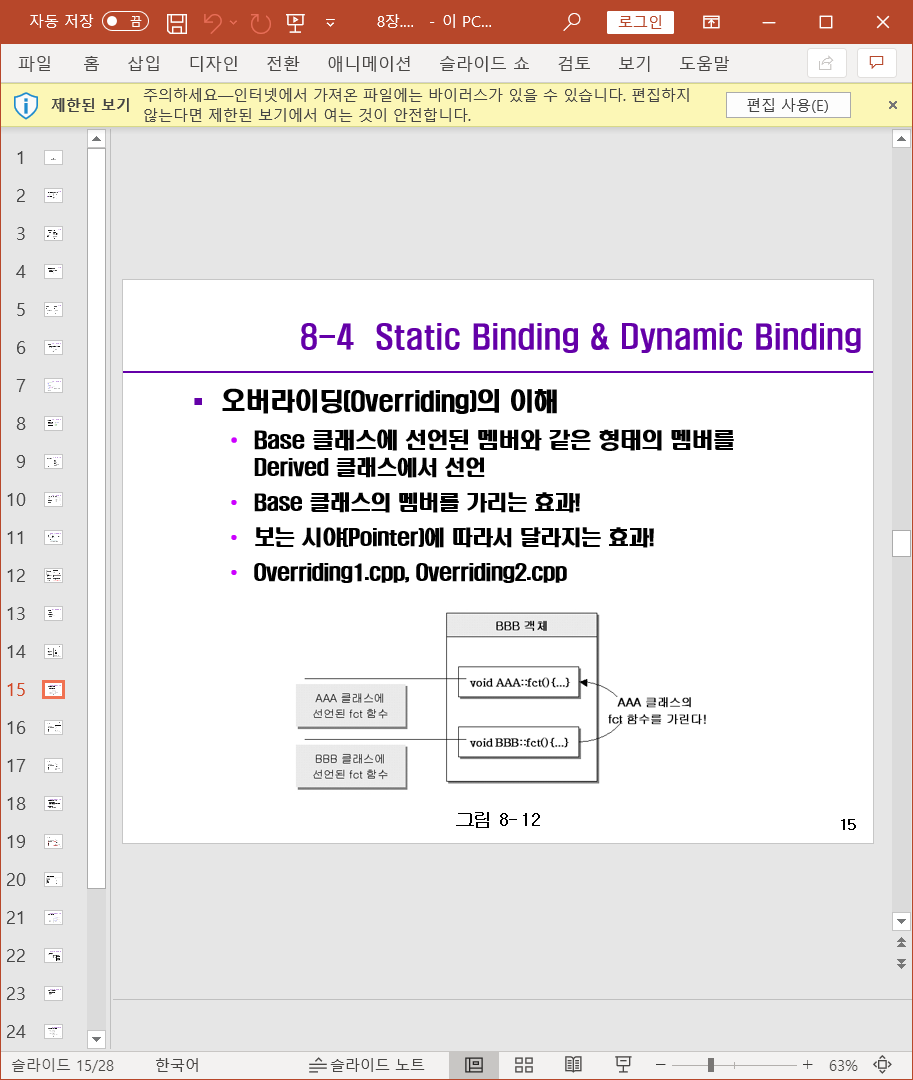 자동 저장 끔 8장.... - 이 PC... 로그인
파일 홈 삽입 디자인 전환 애니메이션 슬라이드 쇼 검토 보기 도움말
제한된 보기 주의하세요—인터넷에서 가져온 파일에는 바이러스가 있을 수 있습니다. 편집하지
않는다면 제한된 보기에서 여는 것이 안전합니다.
편집 사용(E)
1
2
3
4
5
6
7
8
9
10
11
12
13
14
15
16
17
18
19
20
21
22
23
24
8-4 Static Binding & Dynamic Binding
오버라이딩(Overriding)의 이해
Base 클래스에 선언된 멤버와 같은 형태의 멤버를
Derived 클래스에서 선언
Base 클래스의 멤버를 가리는 효과!
보는 시야(Pointer)에 따라서 달라지는 효과!
Overriding1.cpp, Overriding2.cpp
BBB 객체
void AAA::fct(){...}
AAA 클래스에
선언된 fct 함수
AAA 클래스의
fct 함수를 가린다!
void BBB::fct(){...}
BBB 클래스에
선언된 fct 함수
그림 8-12
15
슬라이드 15/28 한국어 슬라이드 노트 63%